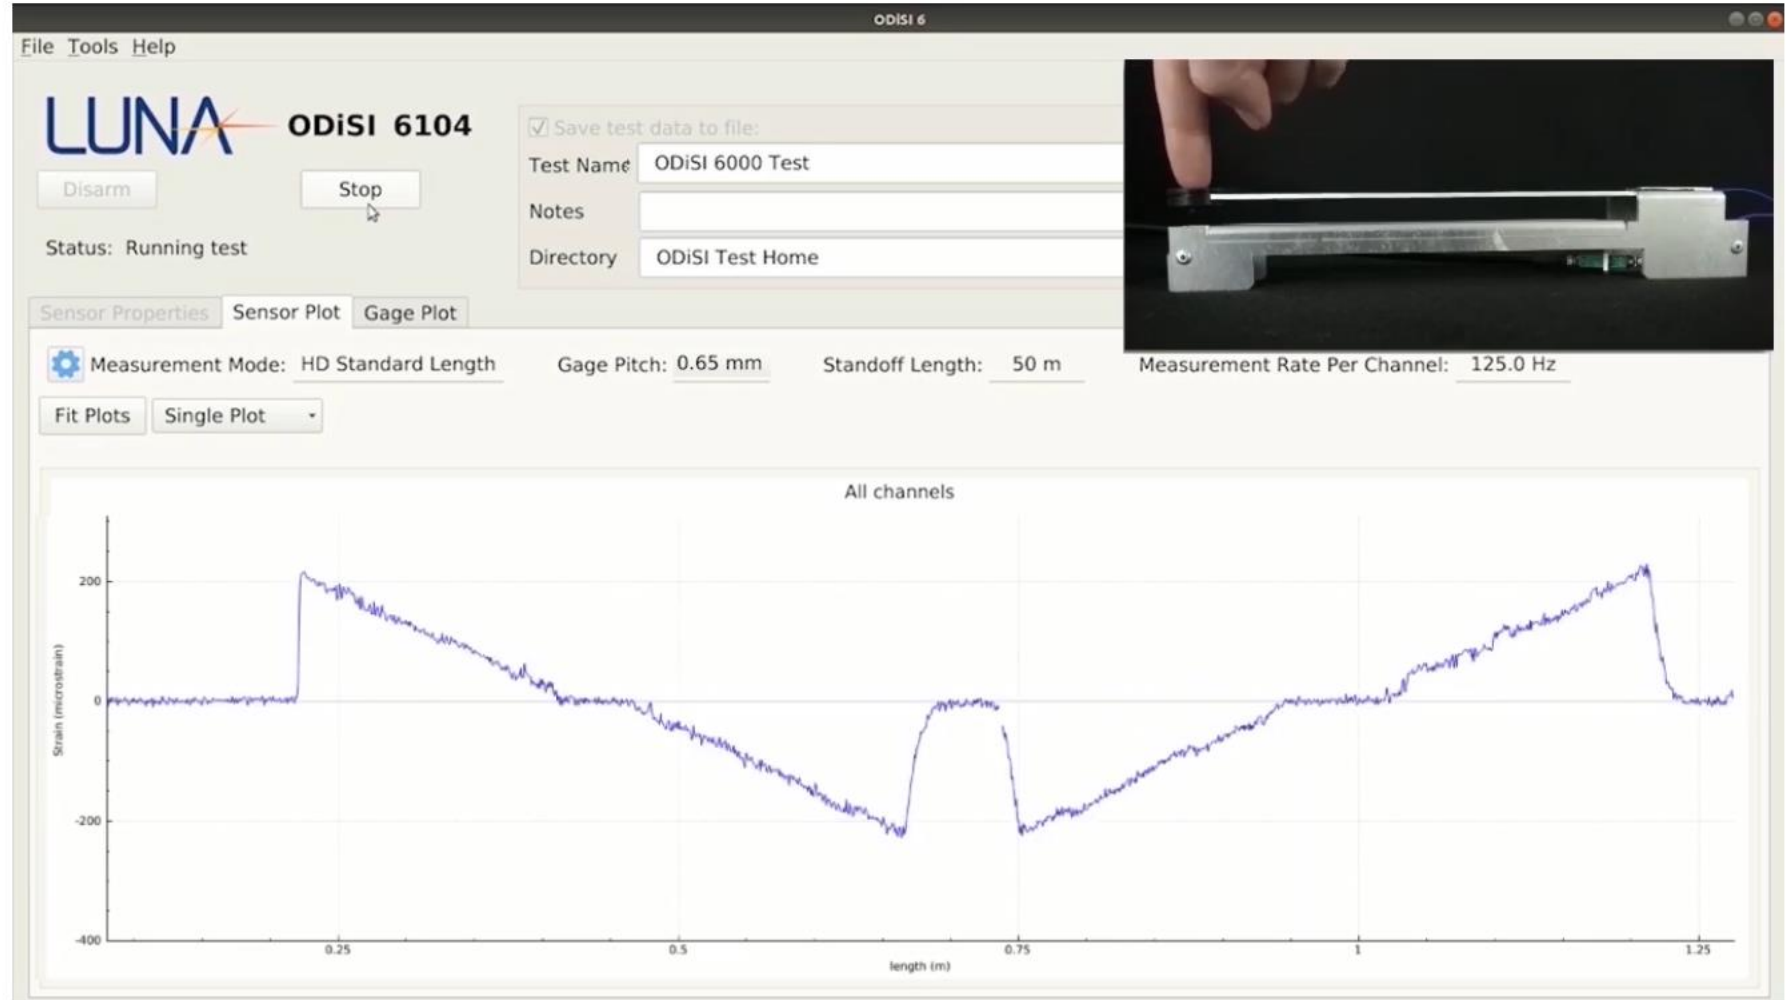 ODiSI 6
File Tools Help
LUNA ODiSI 6104
Disarm Stop
Status: Running test
Save test data to file:
Test Name ODiSI 6000 Test
Notes
Directory ODiSI Test Home
Sensor Properties Sensor Plot Gage Plot
Measurement Mode: HD Standard Length Gage Pitch: 0.65 mm Standoff Length: 50 m Measurement Rate Per Channel: 125.0 Hz
Fit Plots Single Plot
All channels
200
0
-200
-400
Strain (microstrain)
0.25 0.5 0.75 1 1.25
length (m)